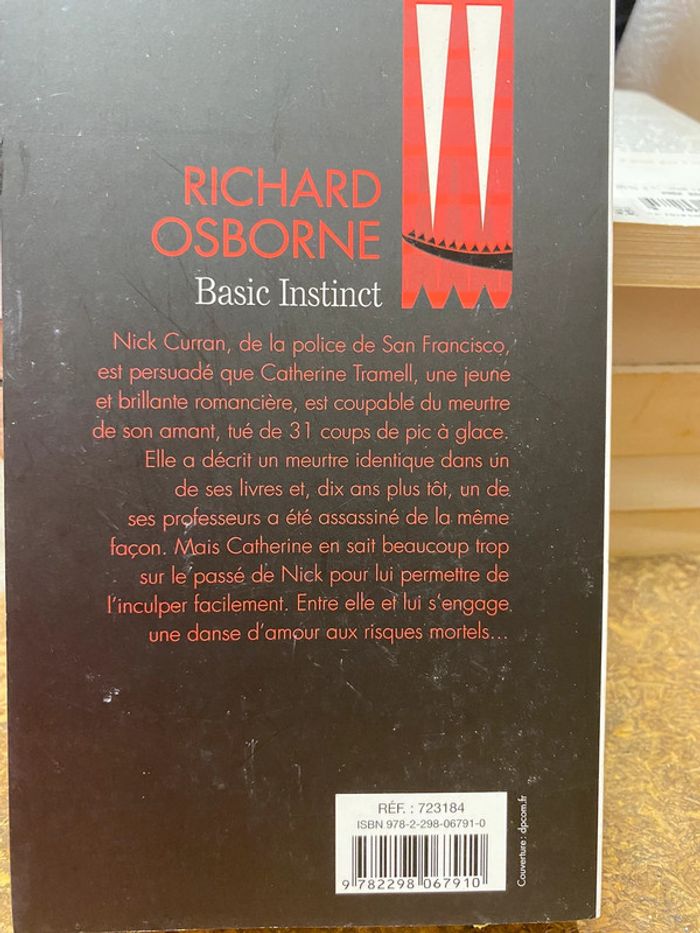 RICHARD
OSBORNE
Basic Instinct
Nick Curran, de la police de San Francisco,
est persuadé que Catherine Tramell, une jeune
et brillante romancière, est coupable du meurtre
de son amant, tué de 31 coups de pic à glace.
Elle a décrit un meurtre identique dans un
de ses livres et, dix ans plus tôt, un de
ses professeurs a été assassiné de la même
façon. Mais Catherine en sait beaucoup trop
sur le passé de Nick pour lui permettre de
l'inculper facilement. Entre elle et lui s'engage
une danse d'amour aux risques mortels...
RÉF. : 723184
ISBN 978-2-298-06791-0
9 782298 067910
Couverture : dpcom.fr